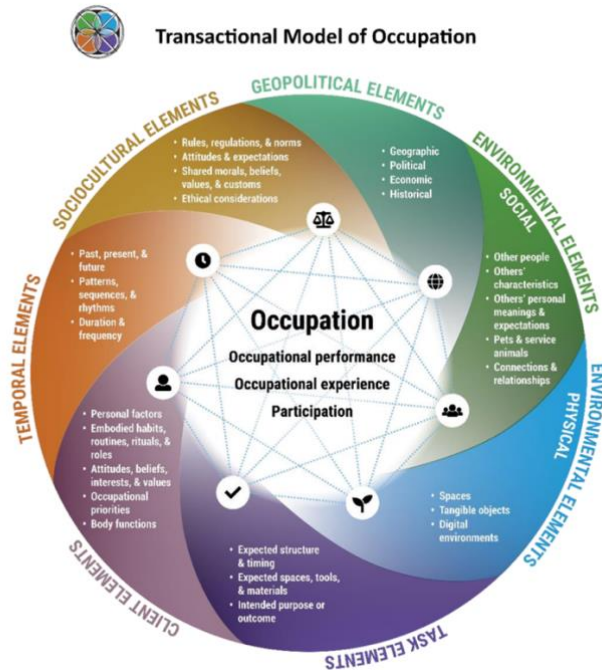 Transactional Model of Occupation
GEOPOLITICAL ELEMENTS
• Geographic
• Political
• Economic
• Historical
ENVIRONMENTAL ELEMENTS
SOCIAL
• Other people
• Others'
characteristics
• Others' personal
meanings &
expectations
• Pets & service
animals
• Connections &
relationships
ENVIRONMENTAL ELEMENTS
PHYSICAL
• Spaces
• Tangible objects
• Digital
environments
TASK ELEMENTS
• Expected structure
& timing
• Expected spaces, tools,
& materials
• Intended purpose or
outcome
CLIENT ELEMENTS
• Personal factors
• Embodied habits,
routines, rituals, &
roles
• Attitudes, beliefs,
interests, & values
• Occupational
priorities
• Body functions
TEMPORAL ELEMENTS
• Past, present, &
future
• Patterns,
sequences, &
rhythms
• Duration &
frequency
SOCIOCULTURAL ELEMENTS
• Rules, regulations, & norms
• Attitudes & expectations
• Shared morals, beliefs,
values, & customs
• Ethical considerations
Occupation
Occupational performance
Occupational experience
Participation